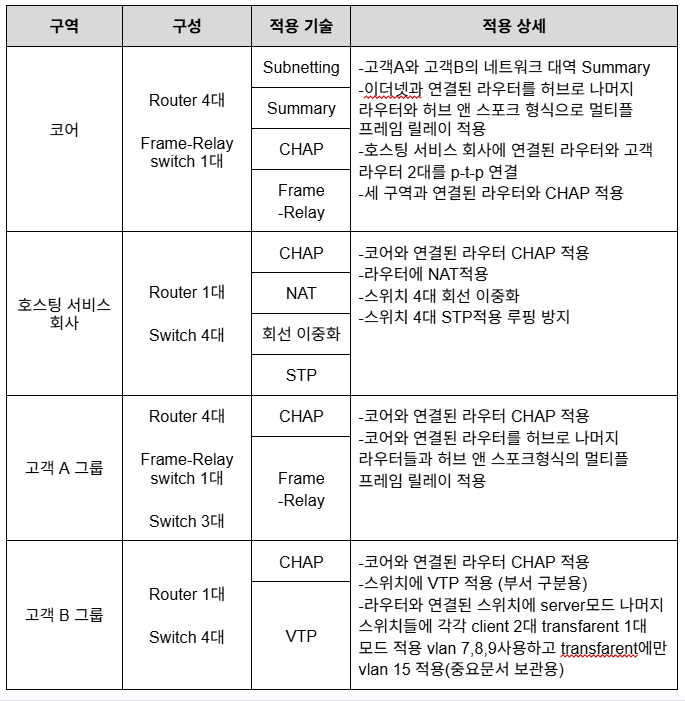 구역 구성 적용 기술 적용 상세
코어
Router 4대
Frame-Relay
switch 1대
Subnetting
Summary
CHAP
Frame
-Relay
-고객A와 고객B의 네트워크 대역 Summary
-이더넷과 연결된 라우터를 허브로 나머지
라우터와 허브 앤 스포크 형식으로 멀티플
프레임 릴레이 적용
-호스팅 서비스 회사에 연결된 라우터와 고객
라우터 2대를 p-t-p 연결
-세 구역과 연결된 라우터와 CHAP 적용
호스팅 서비스
회사
Router 1대
Switch 4대
CHAP
NAT
회선 이중화
STP
-코어와 연결된 라우터 CHAP 적용
-라우터에 NAT적용
-스위치 4대 회선 이중화
-스위치 4대 STP적용 루핑 방지
고객 A 그룹
Router 4대
Frame-Relay
switch 1대
Switch 3대
CHAP
Frame
-Relay
-코어와 연결된 라우터 CHAP 적용
-코어와 연결된 라우터를 허브로 나머지
라우터들과 허브 앤 스포크형식의 멀티플
프레임 릴레이 적용
고객 B 그룹
Router 1대
Switch 4대
CHAP
VTP
-코어와 연결된 라우터 CHAP 적용
-스위치에 VTP 적용 (부서 구분용)
-라우터와 연결된 스위치에 server모드 나머지
스위치들에 각각 client 2대 transfarent 1대
모드 적용 vlan 7,8,9사용하고 transfarent에만
vlan 15 적용(중요문서 보관용)